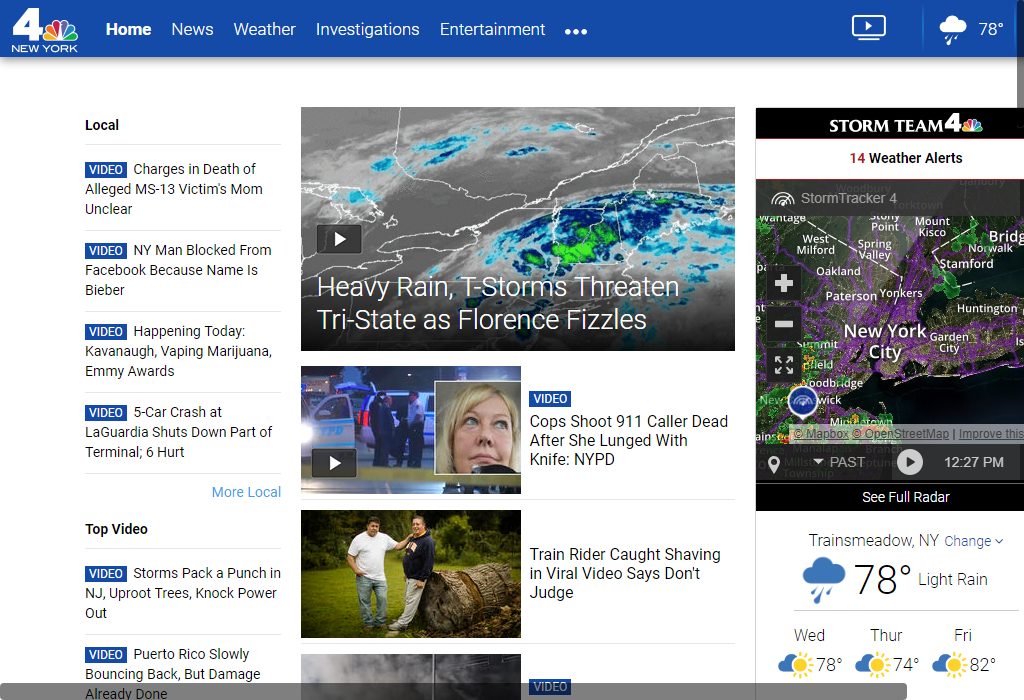 4
NEW YORK
Home News Weather Investigations Entertainment •••
78°
Local
VIDEO Charges in Death of
Alleged MS-13 Victim's Mom
Unclear
VIDEO NY Man Blocked From
Facebook Because Name Is
Bieber
VIDEO Happening Today:
Kavanaugh, Vaping Marijuana,
Emmy Awards
VIDEO 5-Car Crash at
LaGuardia Shuts Down Part of
Terminal; 6 Hurt
More Local
Top Video
VIDEO Storms Pack a Punch in
NJ, Uproot Trees, Knock Power
Out
VIDEO Puerto Rico Slowly
Bouncing Back, But Damage
Already Done
Heavy Rain, T-Storms Threaten
Tri-State as Florence Fizzles
VIDEO
Cops Shoot 911 Caller Dead
After She Lunged With
Knife: NYPD
Train Rider Caught Shaving
in Viral Video Says Don't
Judge
VIDEO
STORM TEAM 4
14 Weather Alerts
StormTracker 4
Woodbury
Danbury
Yorktown
Wantage
Stony
Point
Mount
Kisco
West
Milford
Spring
Valley
Norwalk
Stamford
Oakland
Paterson
Yonkers
Huntington
New York
City
Garden
City
Summit
Woodbridge
Middletown
© Mapbox © OpenStreetMap | Improve this
PAST
12:27 PM
See Full Radar
Trainsmeadow, NY Change
78° Light Rain
Wed Thur Fri
78° 74° 82°